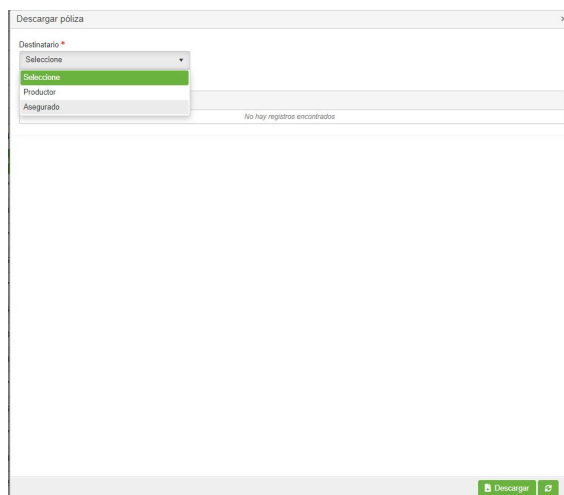 Descargar póliza
Destinatario *
Seleccione
Seleccione
Productor
Asegurado
No hay registros encontrados
Descargar